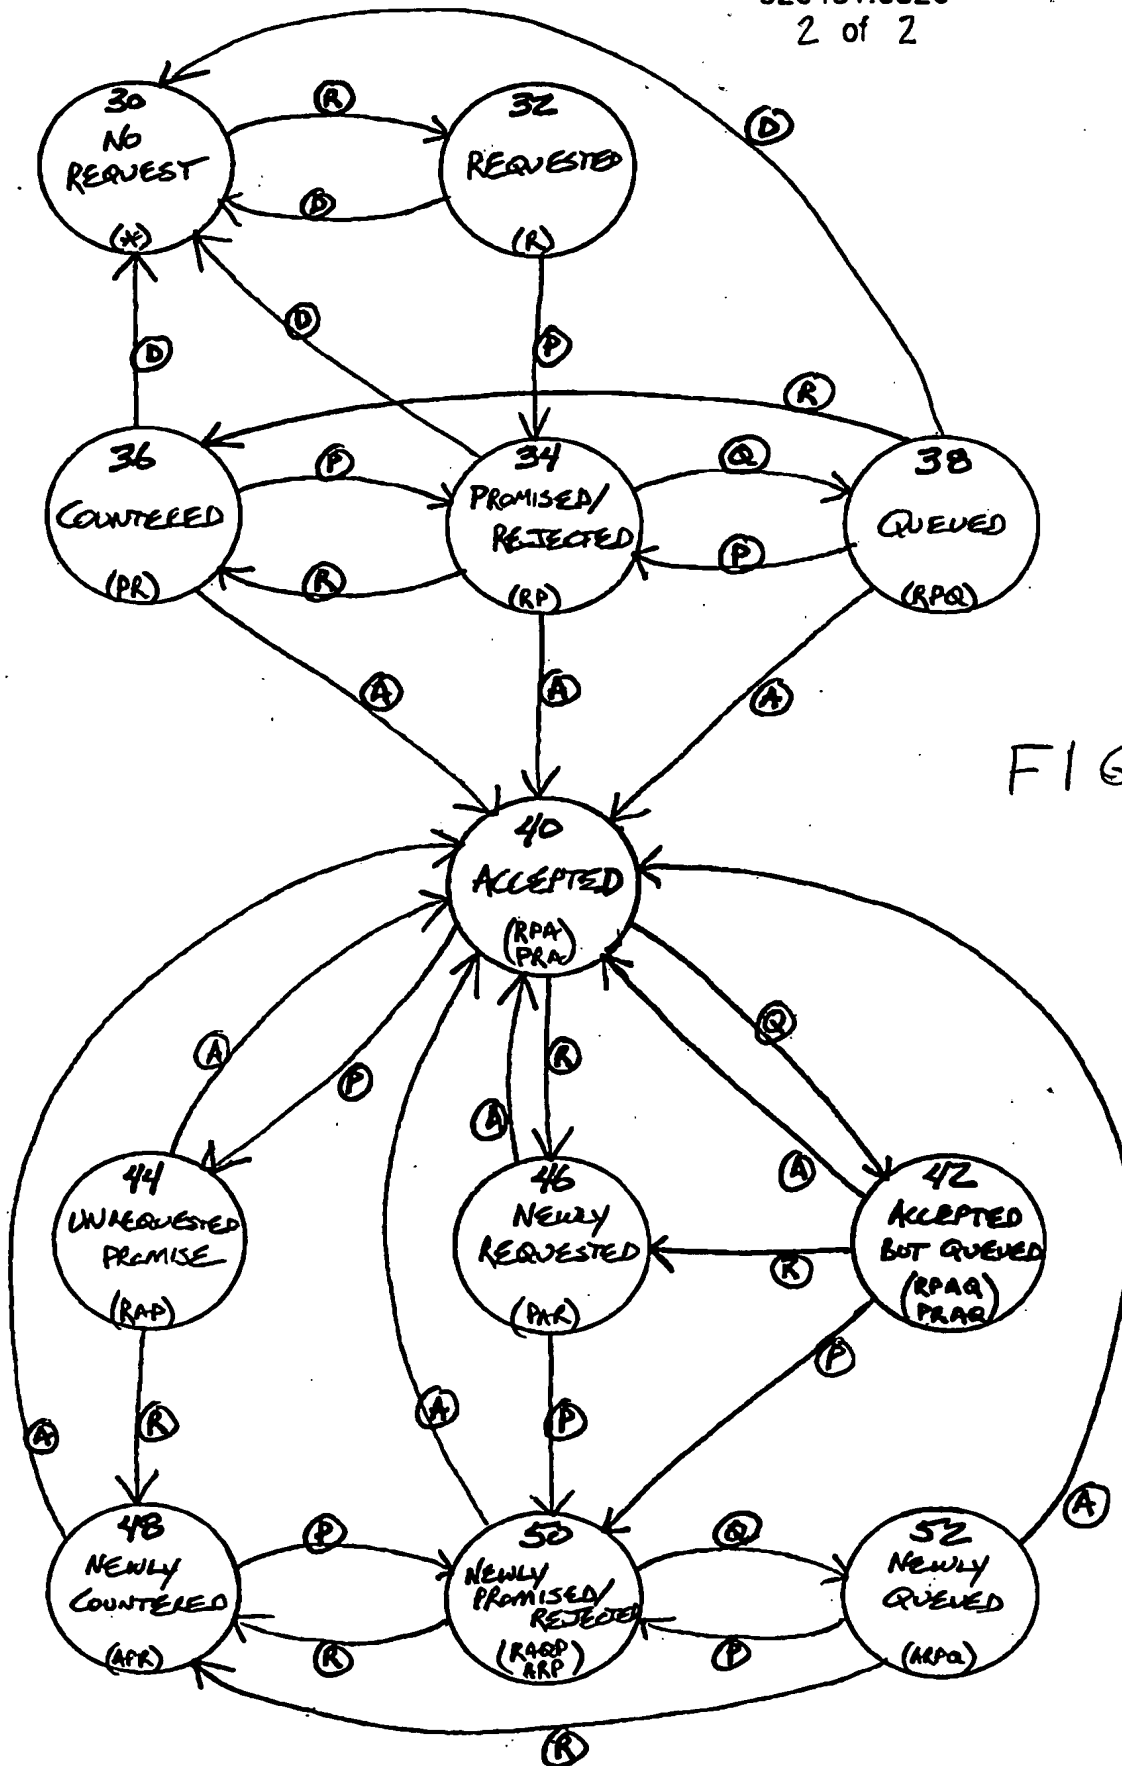 2 of 2
30
NO
REQUEST
(*)
R
32
REQUESTED
(R)
D
D
D
D
P
R
36
COUNTERED
(PR)
P
R
34
PROMISED/
REJECTED
(RP)
Q
P
38
QUEUED
(RPQ)
A
A
A
FIG
40
ACCEPTED
(RPA
PRA)
A
P
A
R
Q
A
44
UNREQUESTED
PROMISE
(RAP)
46
NEWLY
REQUESTED
(PAR)
R
42
ACCEPTED
BUT QUEUED
(RPAQ
PRAQ)
P
A
R
A
P
A
48
NEWLY
COUNTERED
(APR)
P
R
50
NEWLY
PROMISED/
REJECTED
(RAQP
ARP)
Q
P
52
NEWLY
QUEUED
(ARPQ)
R